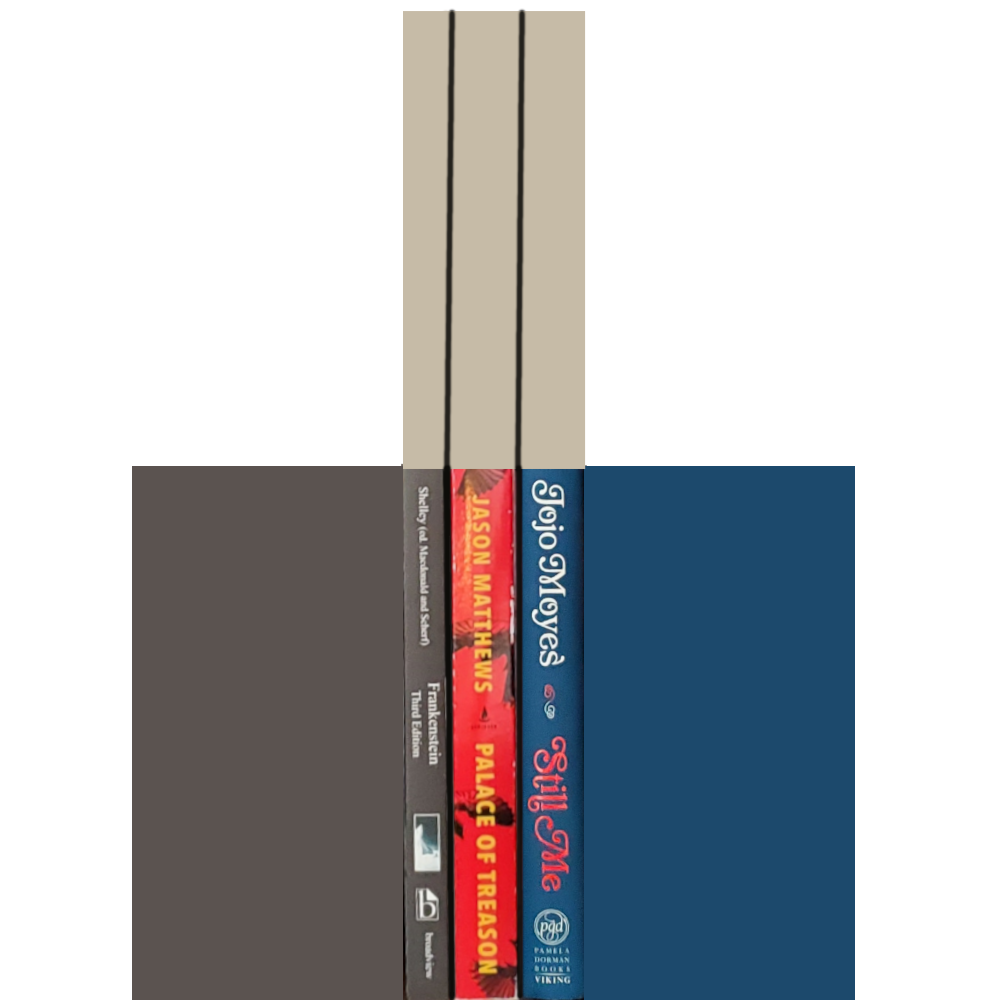 Shelley (ed. Macdonald and Scherf)
Frankenstein
Third Edition
broadview
JASON MATTHEWS
PALACE OF TREASON
Jojo Moyes
Still Me
pgd
PAMELA
DORMAN
BOOKS
VIKING